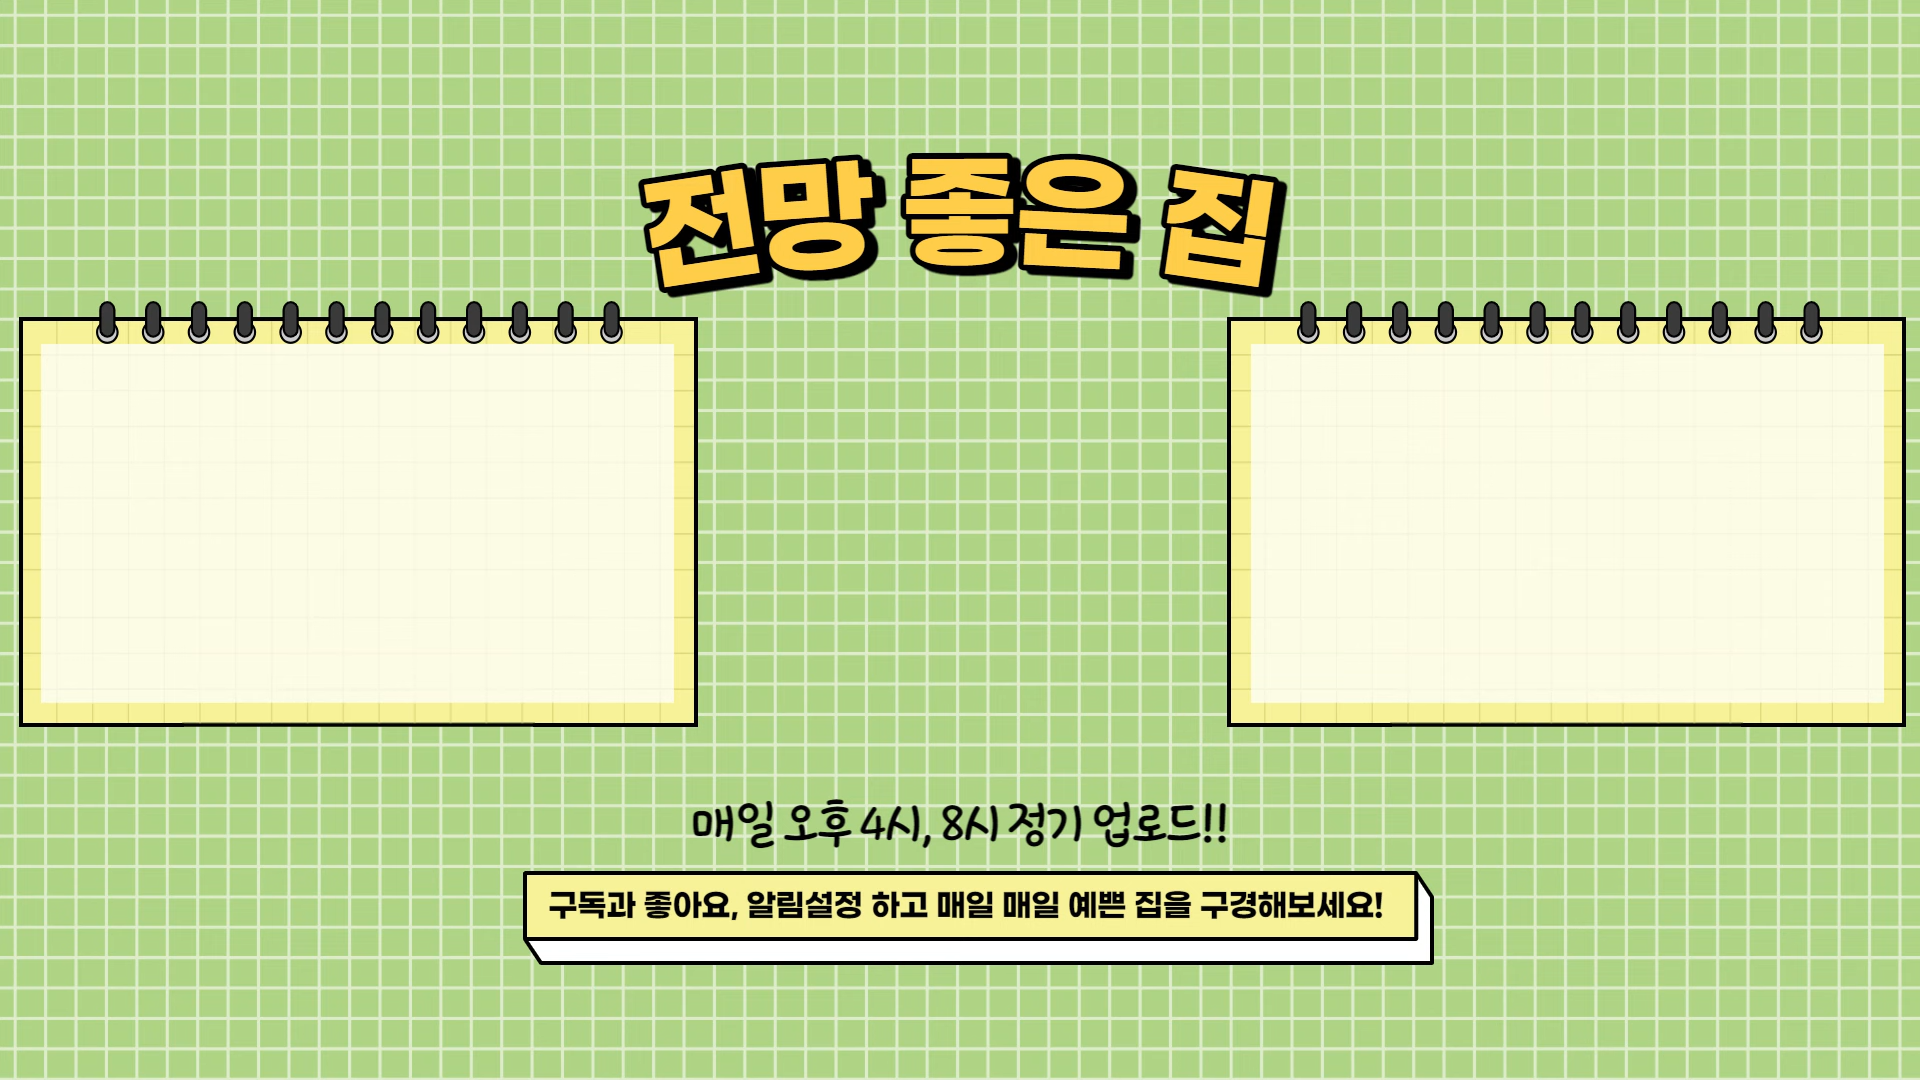 전망 좋은 집
매일 오후 4시, 8시 정기 업로드!!
구독과 좋아요, 알림설정 하고 매일 매일 예쁜 집을 구경해보세요!